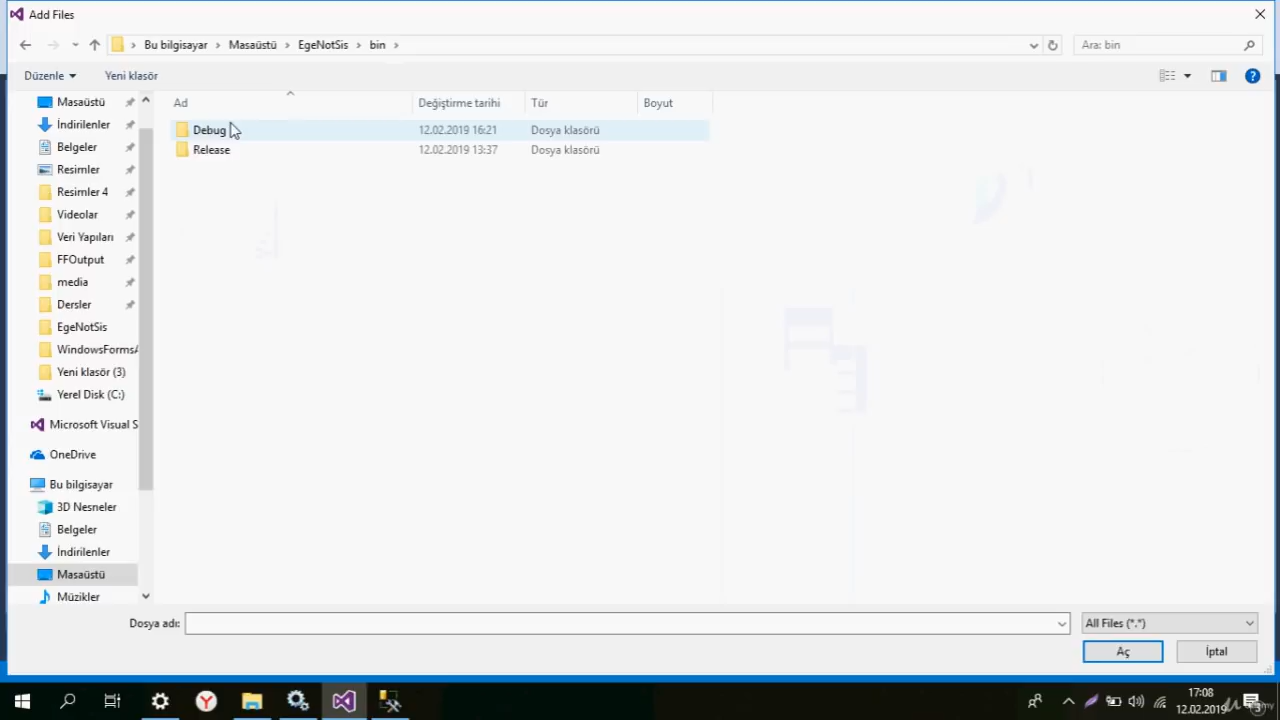 Add Files
Bu bilgisayar > Masaüstü > EgeNotSis > bin >
Ara: bin
Düzenle
Yeni klasör
Ad
Değiştirme tarihi
Tür
Boyut
Debug
12.02.2019 16:21
Dosya klasörü
Release
12.02.2019 13:37
Dosya klasörü
Masaüstü
İndirilenler
Belgeler
Resimler
Resimler 4
Videolar
Veri Yapıları
FFOutput
media
Dersler
EgeNotSis
WindowsFormsA
Yeni klasör (3)
Yerel Disk (C:)
Microsoft Visual S
OneDrive
Bu bilgisayar
3D Nesneler
Belgeler
İndirilenler
Masaüstü
Müzikler
Dosya adı:
All Files (*.*)
Aç
İptal
17:08
12.02.2019